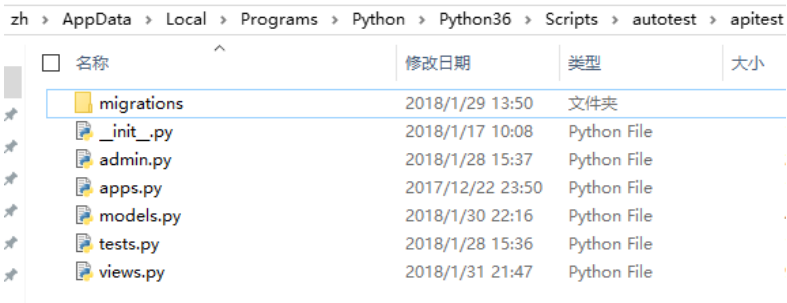 zh > AppData > Local > Programs > Python > Python36 > Scripts > autotest > apitest
名称 修改日期 类型 大小
migrations 2018/1/29 13:50 文件夹
__init__.py 2018/1/17 10:08 Python File
admin.py 2018/1/28 15:37 Python File
apps.py 2017/12/22 23:50 Python File
models.py 2018/1/30 22:16 Python File
tests.py 2018/1/28 15:36 Python File
views.py 2018/1/31 21:47 Python File